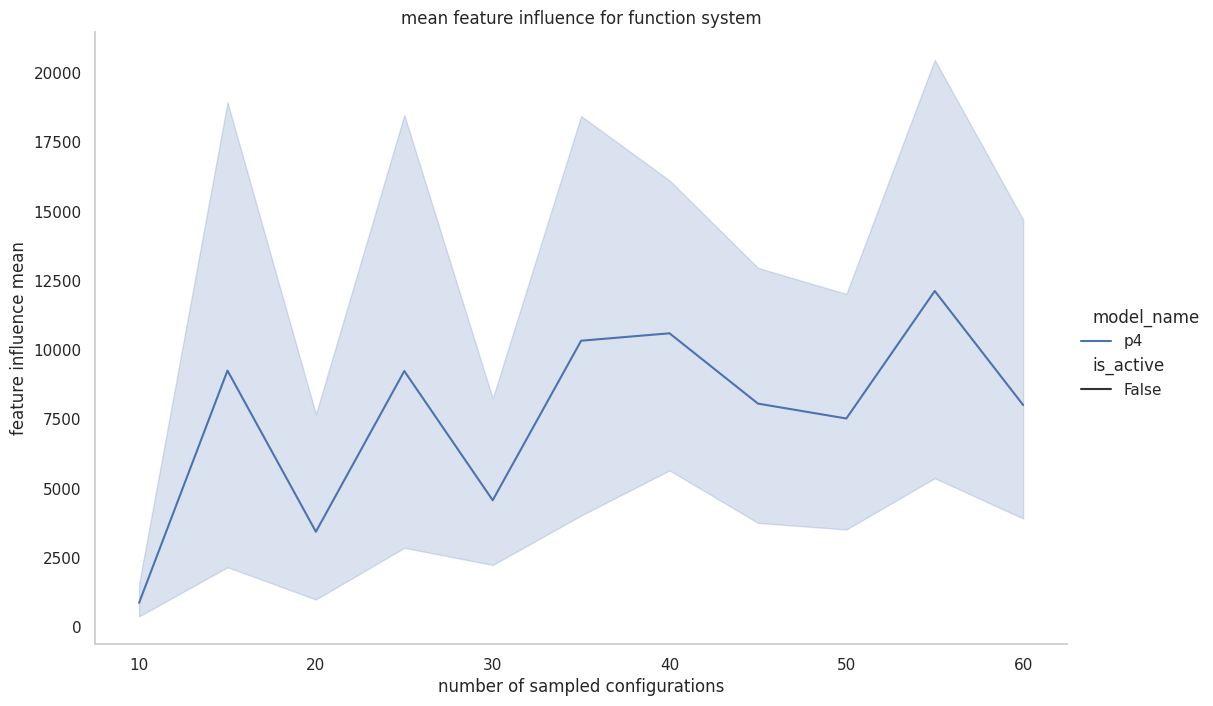 mean feature influence for function system
20000
17500
15000
12500
10000
7500
5000
2500
0
feature influence mean
10 20 30 40 50 60
number of sampled configurations
model_name
p4
is_active
False